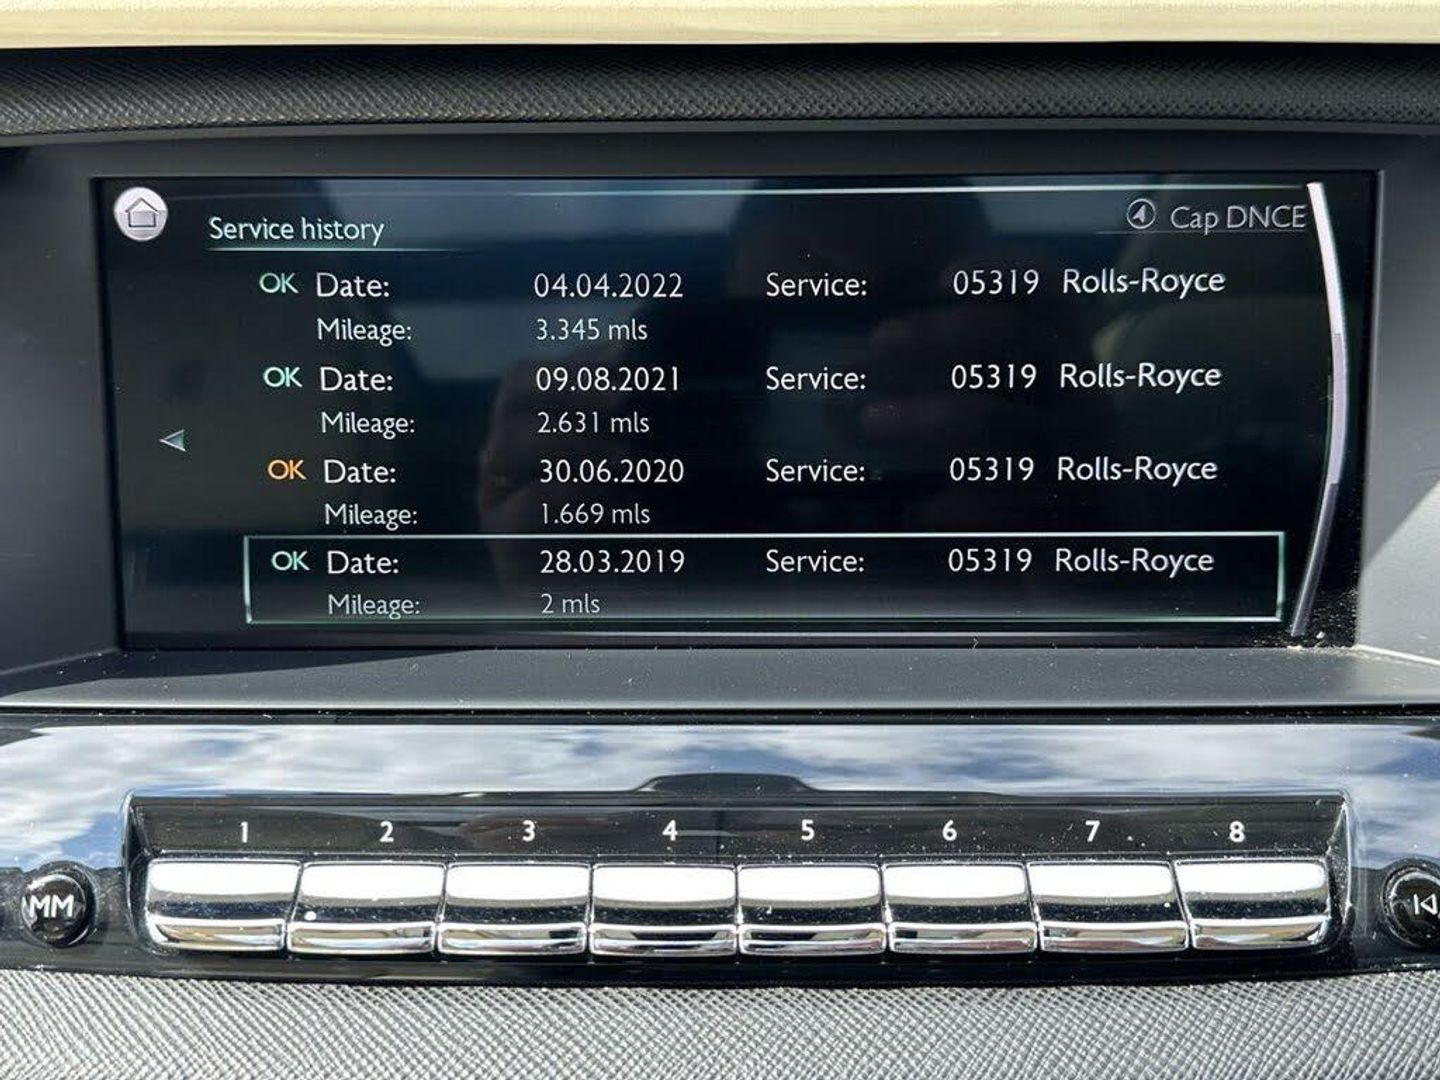 Service history
Cap DNCE
OK Date: 04.04.2022 Service: 05319 Rolls-Royce
Mileage: 3.345 mls
OK Date: 09.08.2021 Service: 05319 Rolls-Royce
Mileage: 2.631 mls
OK Date: 30.06.2020 Service: 05319 Rolls-Royce
Mileage: 1.669 mls
OK Date: 28.03.2019 Service: 05319 Rolls-Royce
Mileage: 2 mls
1 2 3 4 5 6 7 8
MM